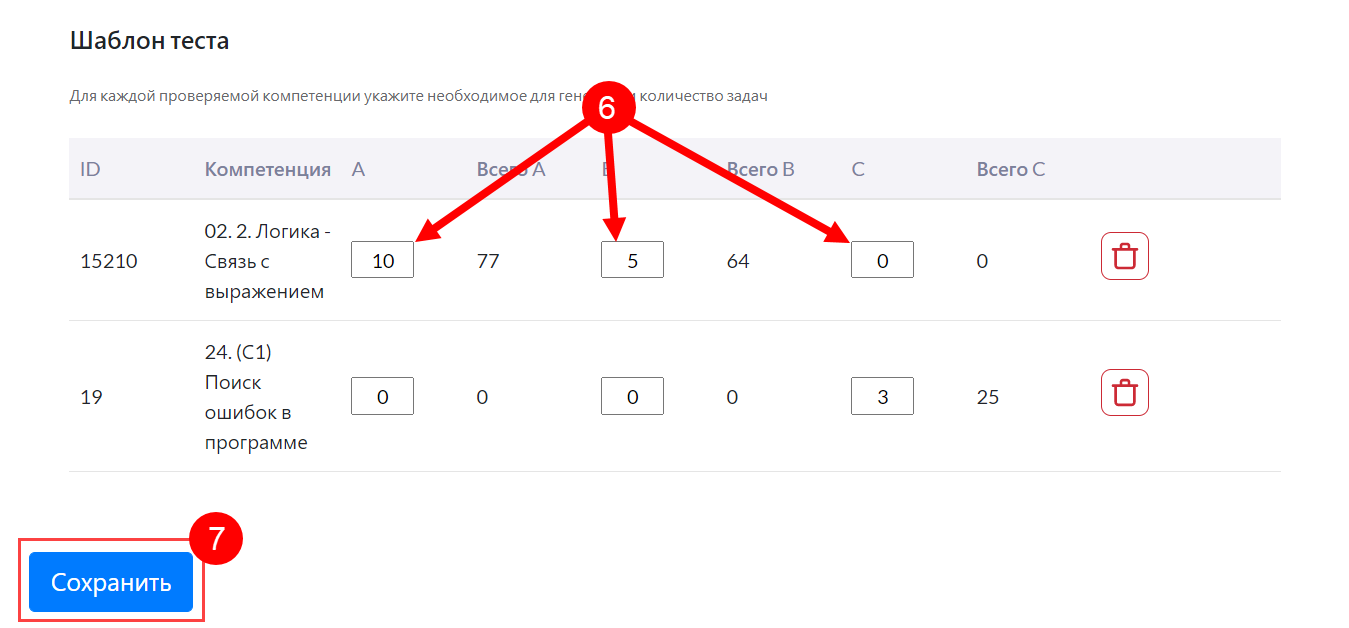 Шаблон теста
Для каждой проверяемой компетенции укажите необходимое для количество задач
6
ID Компетенция A Всего A Всего B C Всего C
02. 2. Логика -
15210 Связь с 10 77 5 64 0 0
выражением
24. (C1)
Поиск
19 ошибок в 0 0 0 0 3 25
программе
7
Сохранить